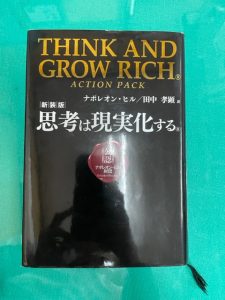 THINK AND
GROW RICH®
ACTION PACK
ナポレオン・ヒル/田中 孝顕 訳
[新装版]
思考は現実化する®